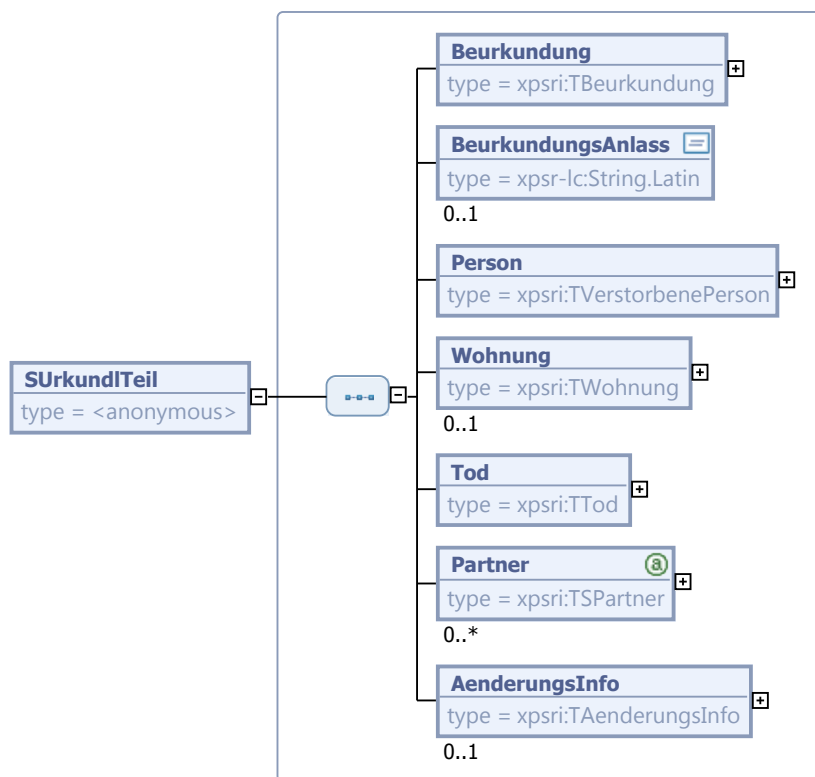 Beurkundung
type = xpsri:TBeurkundung
BeurkundungsAnlass
type = xpsr-lc:String.Latin
0..1
Person
type = xpsri:TVerstorbenePerson
Wohnung
type = xpsri:TWohnung
0..1
SUrkundlTeil
type = <anonymous>
Tod
type = xpsri:TTod
Partner
type = xpsri:TSPartner
0..*
AenderungsInfo
type = xpsri:TAenderungsInfo
0..1